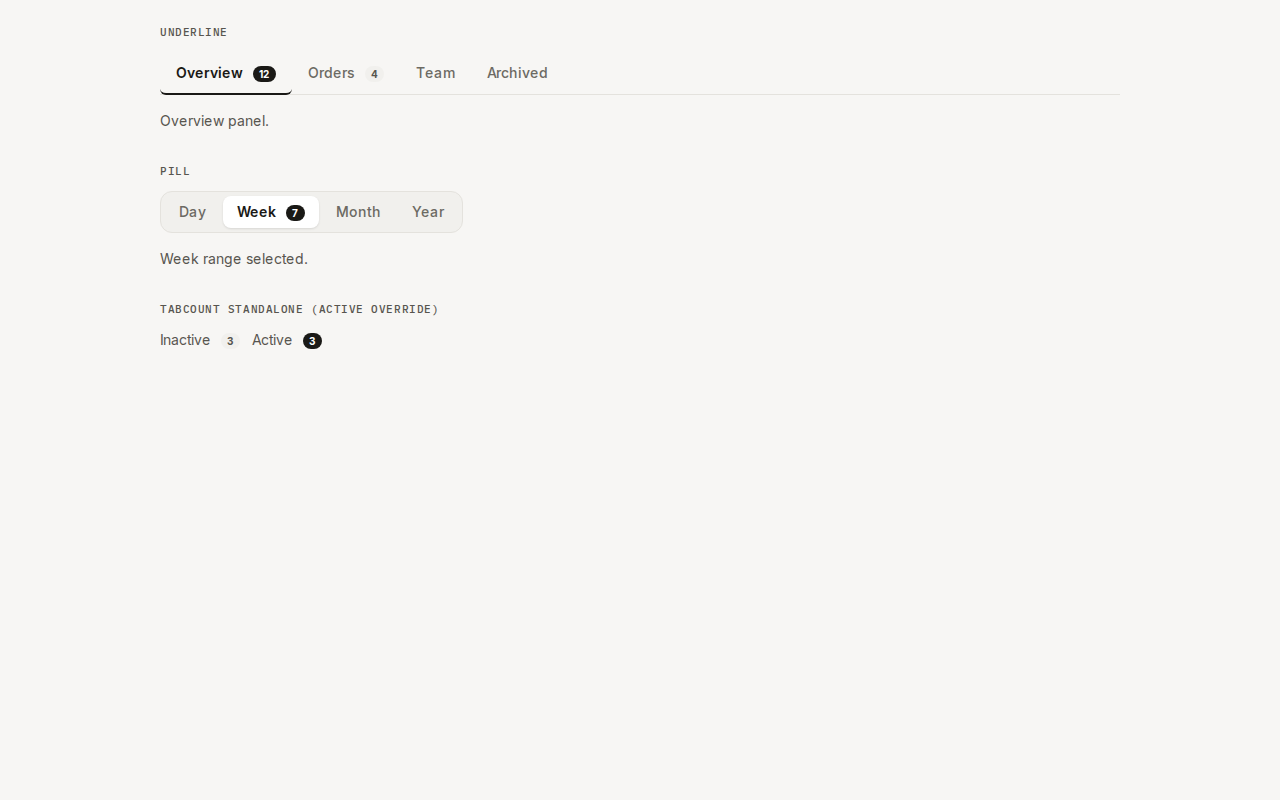 UNDERLINE
Overview 12 Orders 4 Team Archived
Overview panel.
PILL
Day Week 7 Month Year
Week range selected.
TABCOUNT STANDALONE (ACTIVE OVERRIDE)
Inactive 3 Active 3